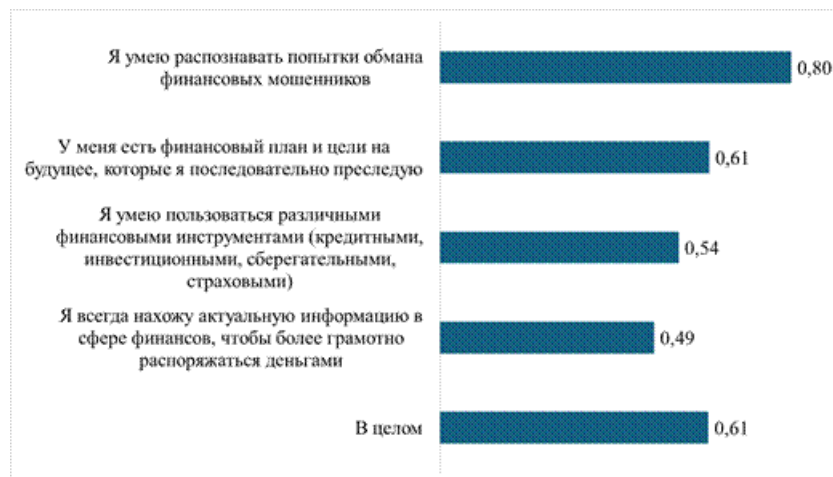 Я умею распознавать попытки обмана
финансовых мошенников
0,80
У меня есть финансовый план и цели на
будущее, которые я последовательно преследую
0,61
Я умею пользоваться различными
финансовыми инструментами (кредитными,
инвестиционными, сберегательными,
страховыми)
0,54
Я всегда нахожу актуальную информацию в
сфере финансов, чтобы более грамотно
распоряжаться деньгами
0,49
В целом
0,61